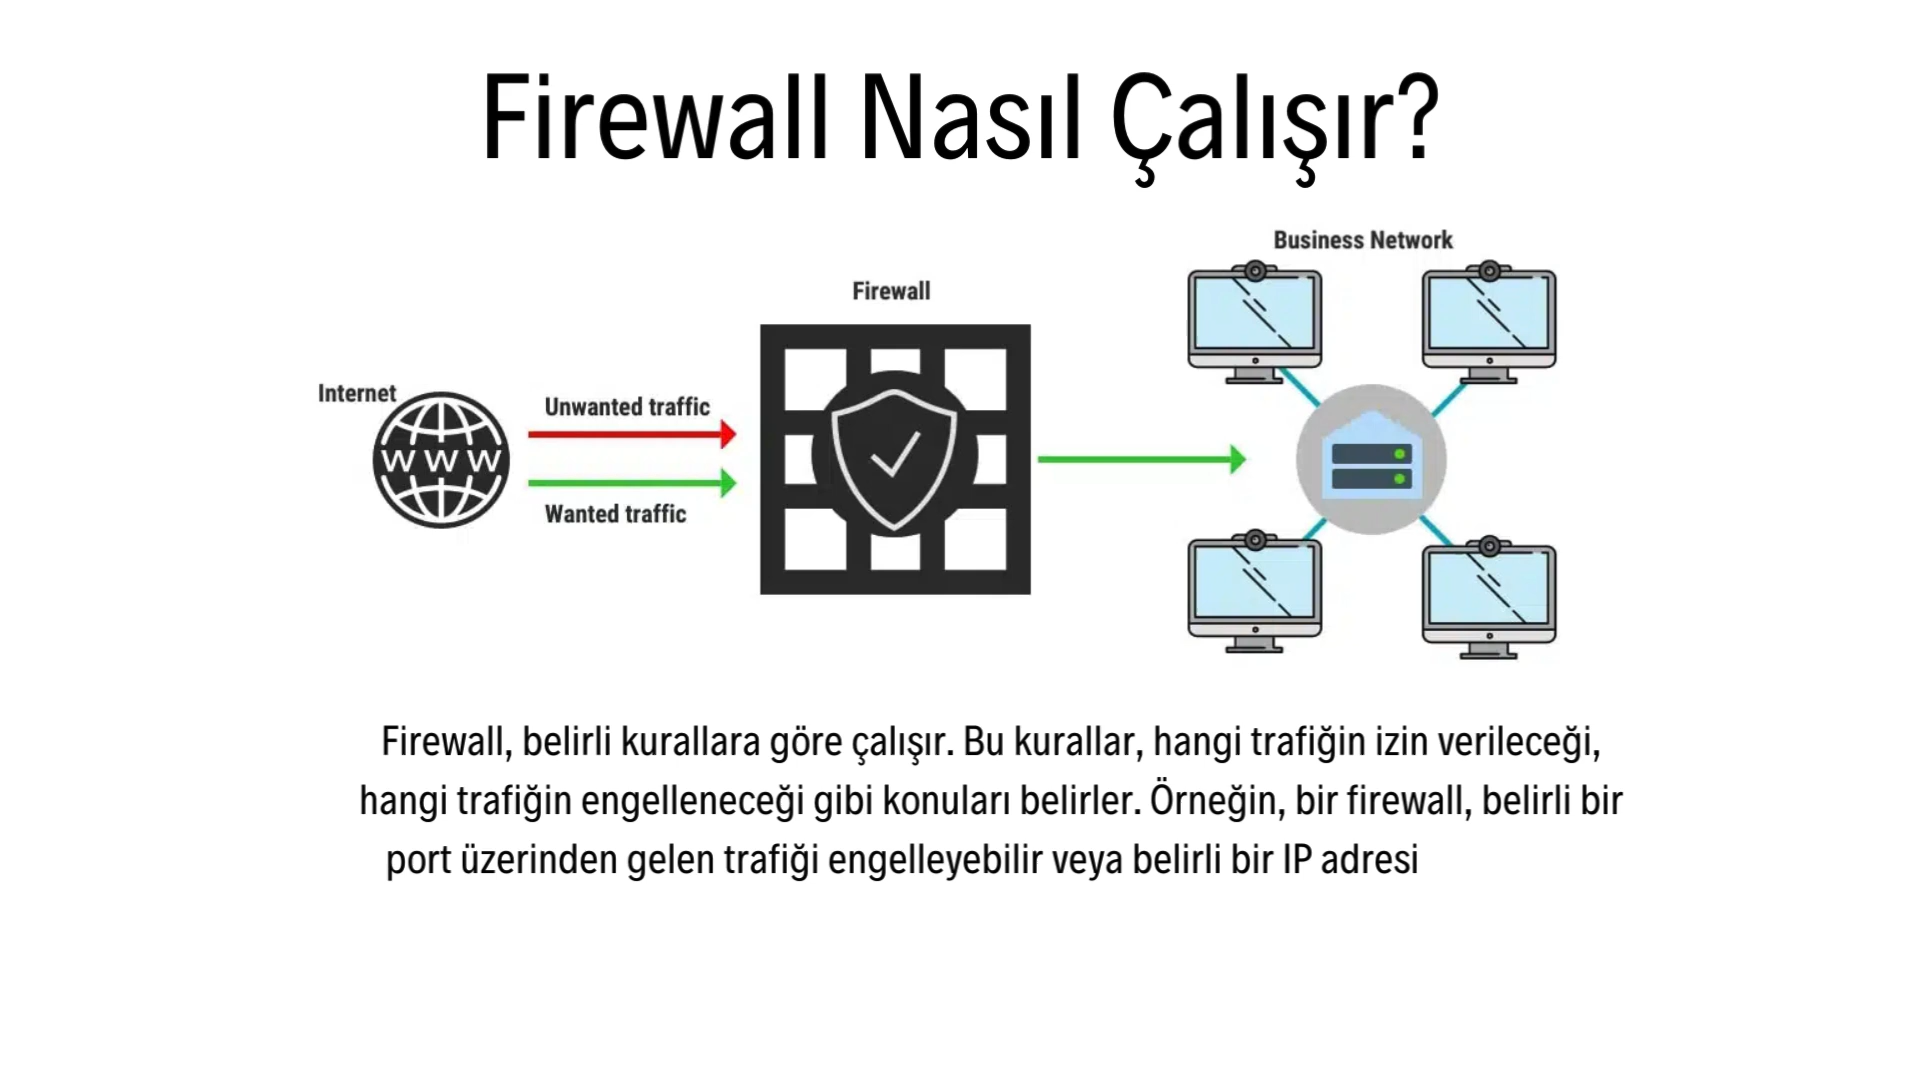 Firewall Nasıl Çalışır?
Business Network
Firewall
Internet
Unwanted traffic
WWW
Wanted traffic
Firewall, belirli kurallara göre çalışır. Bu kurallar, hangi trafiğin izin verileceği,
hangi trafiğin engelleneceği gibi konuları belirler. Örneğin, bir firewall, belirli bir
port üzerinden gelen trafiği engelleyebilir veya belirli bir IP adresi